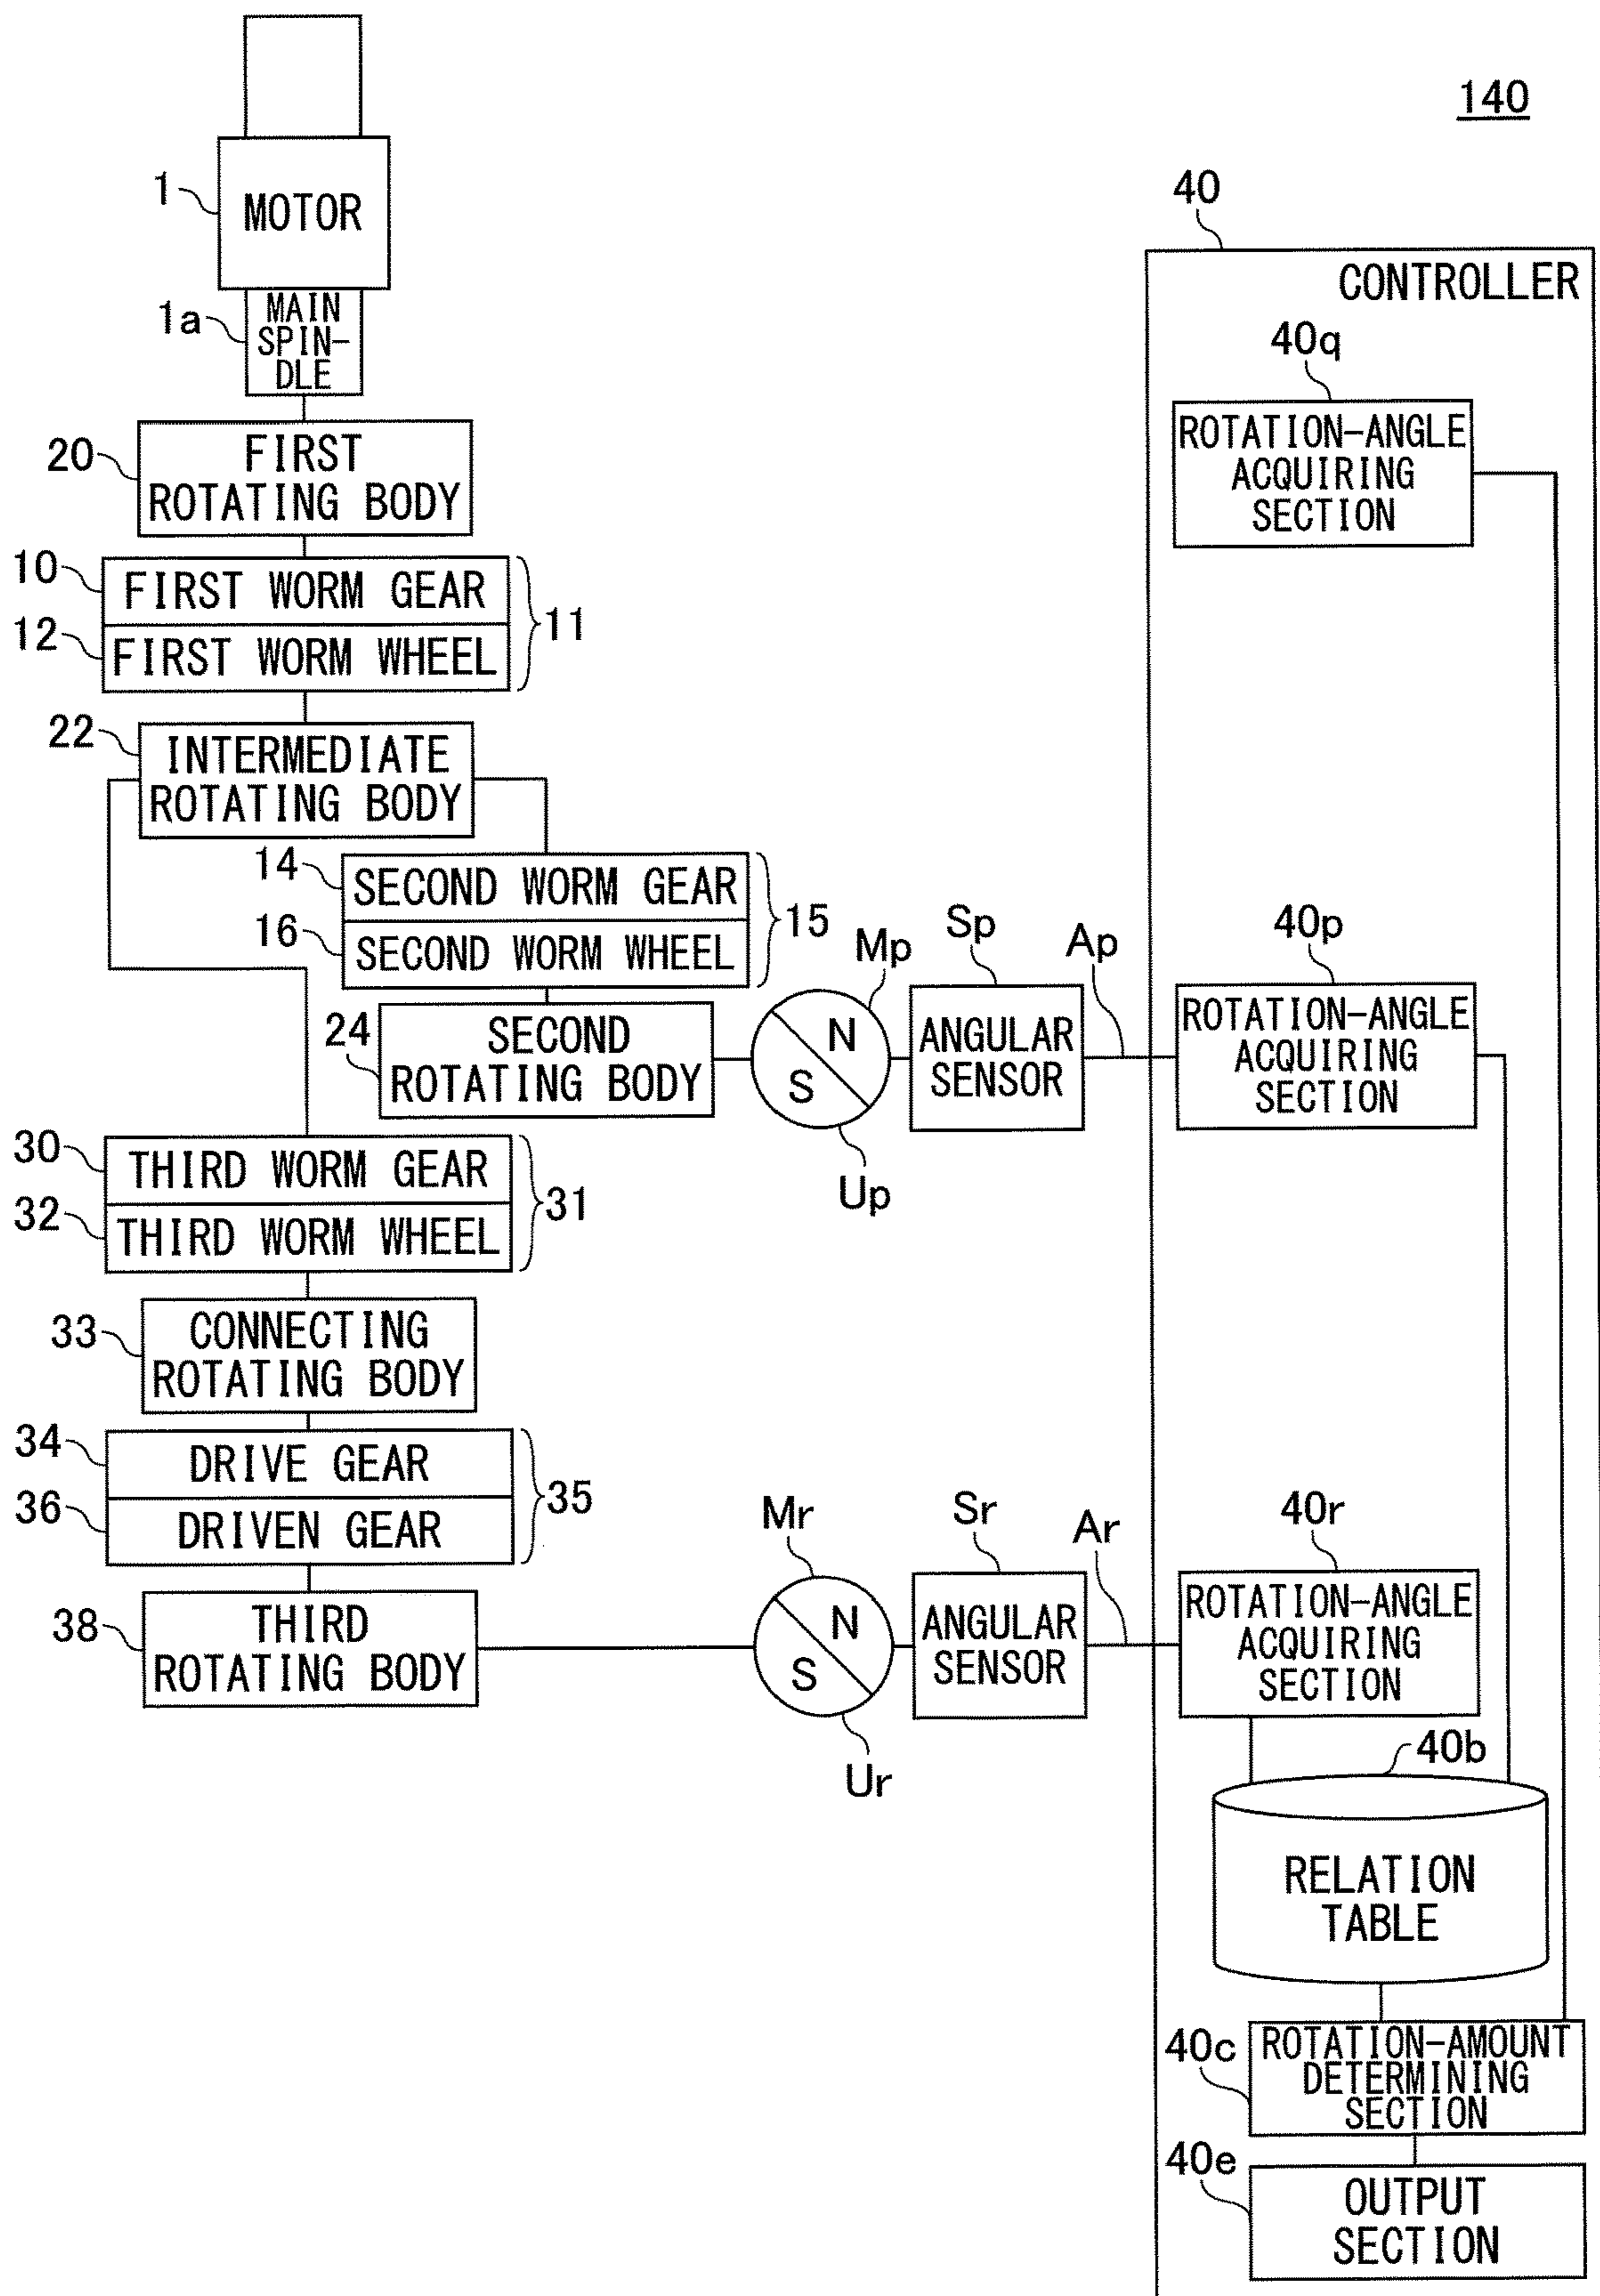 140
1
MOTOR
1a
MAIN
SPIN-
DLE
20
FIRST
ROTATING BODY
10
FIRST WORM GEAR
12
FIRST WORM WHEEL
11
22
INTERMEDIATE
ROTATING BODY
14
SECOND WORM GEAR
16
SECOND WORM WHEEL
15
24
SECOND
ROTATING BODY
Mp
N
S
Up
Sp
ANGULAR
SENSOR
Ap
30
THIRD WORM GEAR
32
THIRD WORM WHEEL
31
33
CONNECTING
ROTATING BODY
34
DRIVE GEAR
36
DRIVEN GEAR
35
38
THIRD
ROTATING BODY
Mr
N
S
Ur
Sr
ANGULAR
SENSOR
Ar
40
CONTROLLER
40q
ROTATION-ANGLE
ACQUIRING
SECTION
40p
ROTATION-ANGLE
ACQUIRING
SECTION
40r
ROTATION-ANGLE
ACQUIRING
SECTION
40b
RELATION
TABLE
40c
ROTATION-AMOUNT
DETERMINING
SECTION
40e
OUTPUT
SECTION